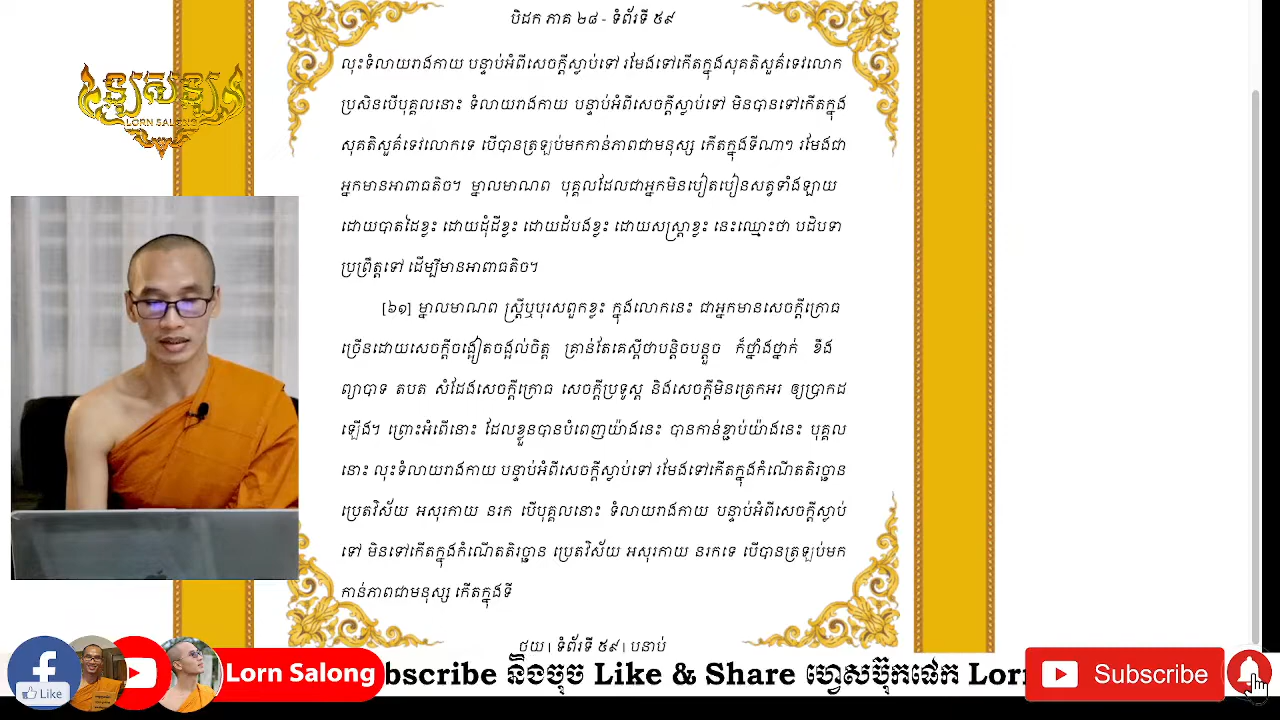 បិដក ភាគ ២៨ - ទំព័រទី ៥៩
លុះទំលាយរាងកាយ បន្ទាប់អំពីសេចក្តីស្លាប់ទៅ រមែងទៅកើតក្នុងសុគតិសួគ៌ទេវលោក
ប្រសិនបើបុគ្គលនោះ ទំលាយរាងកាយ បន្ទាប់អំពីសេចក្តីស្លាប់ទៅ មិនបានទៅកើតក្នុង
សុគតិសួគ៌ទេវលោកទេ បើបានត្រឡប់មកកាន់ភាពជាមនុស្ស កើតក្នុងទីណាៗ រមែងជា
អ្នកមានអាពាធតិច។ ម្នាលមាណព បុគ្គលដែលជាអ្នកមិនបៀតបៀនសត្វទាំងឡាយ
ដោយបាតដៃខ្លះ ដោយដុំដីខ្លះ ដោយដំបងខ្លះ ដោយសស្ត្រាខ្លះ នេះឈ្មោះថា បដិបទា
ប្រព្រឹត្តទៅ ដើម្បីមានអាពាធតិច។
[៦១] ម្នាលមាណព ស្ត្រីឬបុរសពួកខ្លះ ក្នុងលោកនេះ ជាអ្នកមានសេចក្តីក្រោធ
ច្រើនដោយសេចក្តីចង្អៀតចង្អល់ចិត្ត គ្រាន់តែគេស្តីថាបន្តិចបន្តួច ក៏ថ្នាំងថ្នាក់ ខឹង
ព្យាបាទ តបត សំដែងសេចក្តីក្រោធ សេចក្តីប្រទូស្ត និងសេចក្តីមិនត្រេកអរ ឲ្យប្រាកដ
ឡើង។ ព្រោះអំពើនោះ ដែលខ្លួនបានបំពេញយ៉ាងនេះ បានកាន់ខ្ជាប់យ៉ាងនេះ បុគ្គល
នោះ លុះទំលាយរាងកាយ បន្ទាប់អំពីសេចក្តីស្លាប់ទៅ រមែងទៅកើតក្នុងកំណើតតិរច្ឆាន
ប្រេតវិស័យ អសុរកាយ នរក បើបុគ្គលនោះ ទំលាយរាងកាយ បន្ទាប់អំពីសេចក្តីស្លាប់
ទៅ មិនទៅកើតក្នុងកំណើតតិរច្ឆាន ប្រេតវិស័យ អសុរកាយ នរកទេ បើបានត្រឡប់មក
កាន់ភាពជាមនុស្ស កើតក្នុងទី
ថយ | ទំព័រទី ៥៩ | បន្ទាប់
LORN SALONG
Like
Lorn Salong
ubscribe និងចុច Like & Share ហ្វេសប៊ុកផេក Lorn
Subscribe